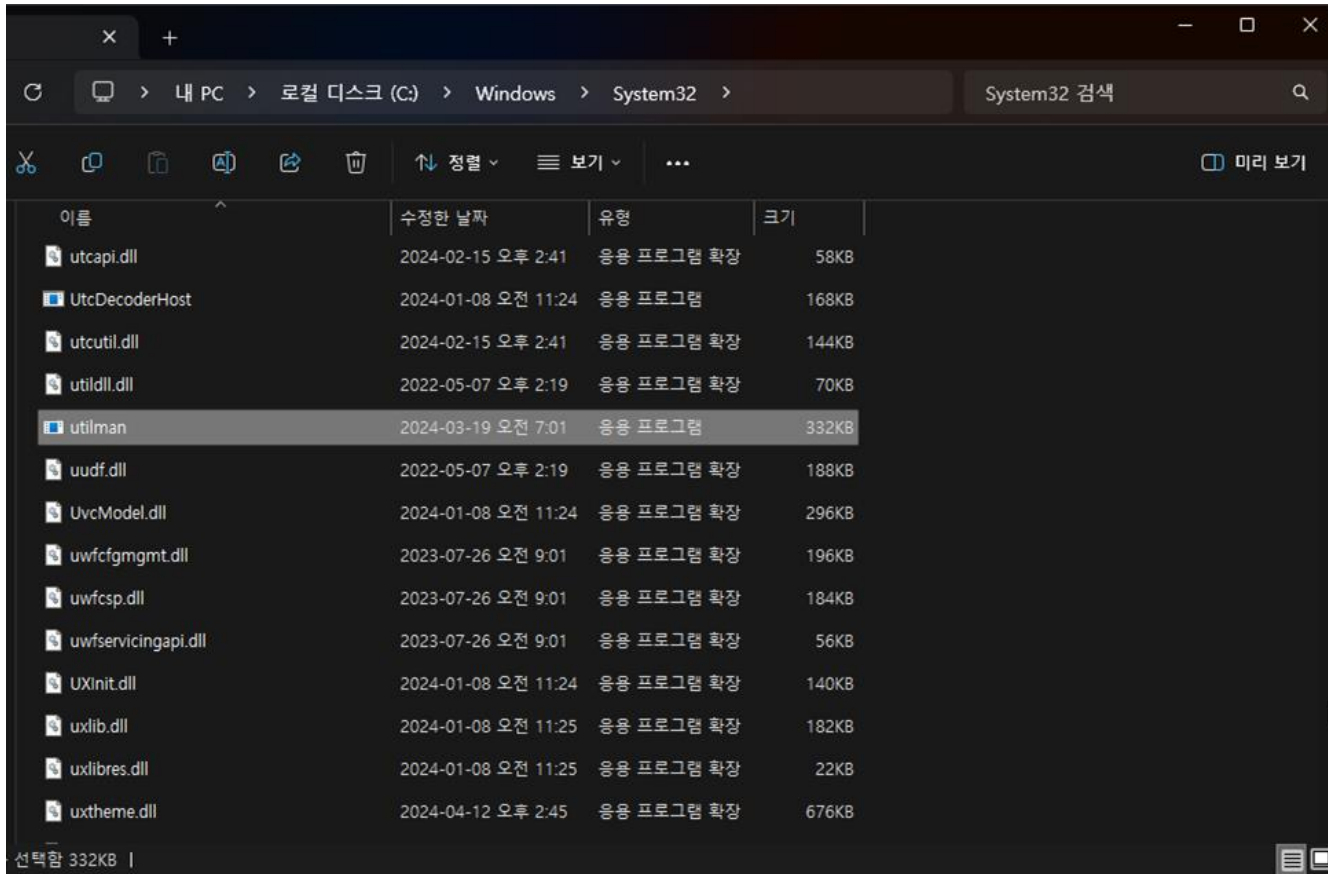 내 PC > 로컬 디스크 (C:) > Windows > System32 > System32 검색
정렬 보기 ... 미리 보기
이름 수정한 날짜 유형 크기
utcapi.dll 2024-02-15 오후 2:41 응용 프로그램 확장 58KB
UtcDecoderHost 2024-01-08 오전 11:24 응용 프로그램 168KB
utcutil.dll 2024-02-15 오후 2:41 응용 프로그램 확장 144KB
utildll.dll 2022-05-07 오후 2:19 응용 프로그램 확장 70KB
utilman 2024-03-19 오전 7:01 응용 프로그램 332KB
uudf.dll 2022-05-07 오후 2:19 응용 프로그램 확장 188KB
UvcModel.dll 2024-01-08 오전 11:24 응용 프로그램 확장 296KB
uwfcfgmgmt.dll 2023-07-26 오전 9:01 응용 프로그램 확장 196KB
uwfcsp.dll 2023-07-26 오전 9:01 응용 프로그램 확장 184KB
uwfservicingapi.dll 2023-07-26 오전 9:01 응용 프로그램 확장 56KB
UXInit.dll 2024-01-08 오전 11:24 응용 프로그램 확장 140KB
uxlib.dll 2024-01-08 오전 11:25 응용 프로그램 확장 182KB
uxlibres.dll 2024-01-08 오전 11:25 응용 프로그램 확장 22KB
uxtheme.dll 2024-04-12 오후 2:45 응용 프로그램 확장 676KB
선택함 332KB